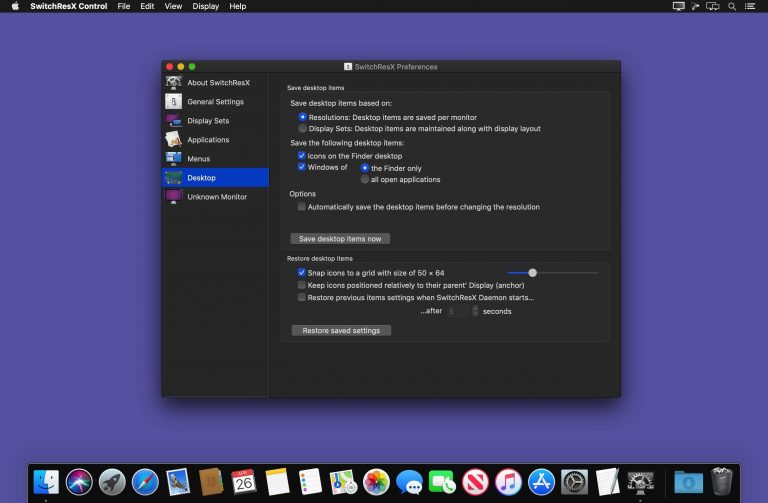 SwitchResX Control File Edit View Display Help
SwitchResX Preferences
About SwitchResX
General Settings
Display Sets
Applications
Menus
Desktop
Unknown Monitor
Save desktop items
Save desktop items based on:
Resolutions: Desktop items are saved per monitor
Display Sets: Desktop items are maintained along with display layout
Save the following desktop items:
Icons on the Finder desktop
Windows of the Finder only
all open applications
Options
Automatically save the desktop items before changing the resolution
Save desktop items now
Restore desktop items
Snap icons to a grid with size of 50 × 64
Keep icons positioned relatively to their parent' Display (anchor)
Restore previous items settings when SwitchResX Daemon starts...
...after seconds
Restore saved settings
APR
26